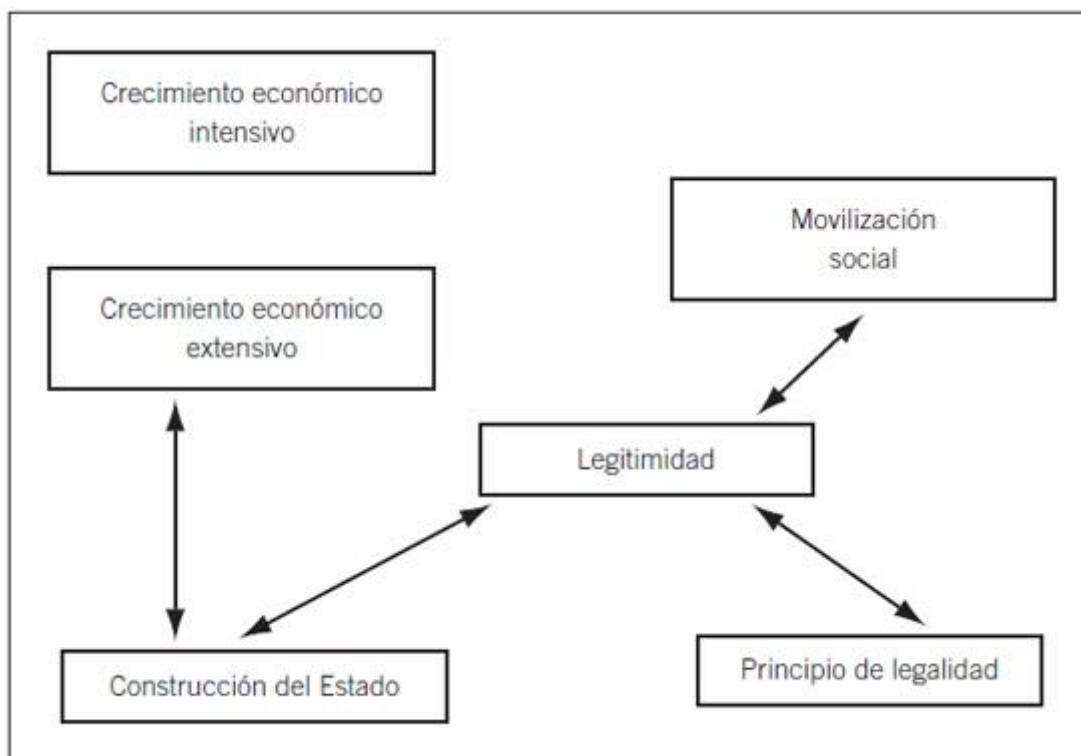 Crecimiento económico
intensivo
Movilización
social
Crecimiento económico
extensivo
Legitimidad
Construcción del Estado
Principio de legalidad